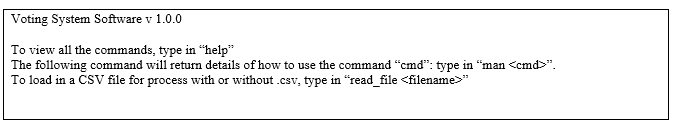 Voting System Software v 1.0.0
To view all the commands, type in “help”
The following command will return details of how to use the command “cmd”: type in “man <cmd>”.
To load in a CSV file for process with or without .csv, type in “read_file <filename>”